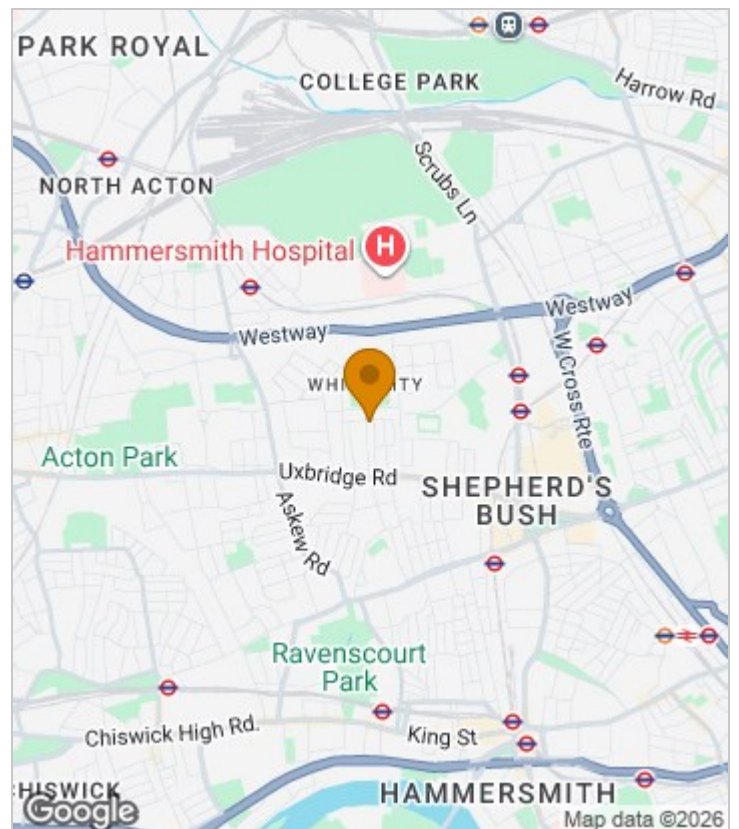 PARK ROYAL
COLLEGE PARK
Harrow Rd
Scrubs Ln
NORTH ACTON
Hammersmith Hospital
H
Westway
Westway
W Cross Rte
Acton Park
Uxbridge Rd
SHEPHERD'S
BUSH
Askew Rd
Ravenscourt
Park
Chiswick High Rd.
King St
HAMMERSMITH
Google
Map data ©2026